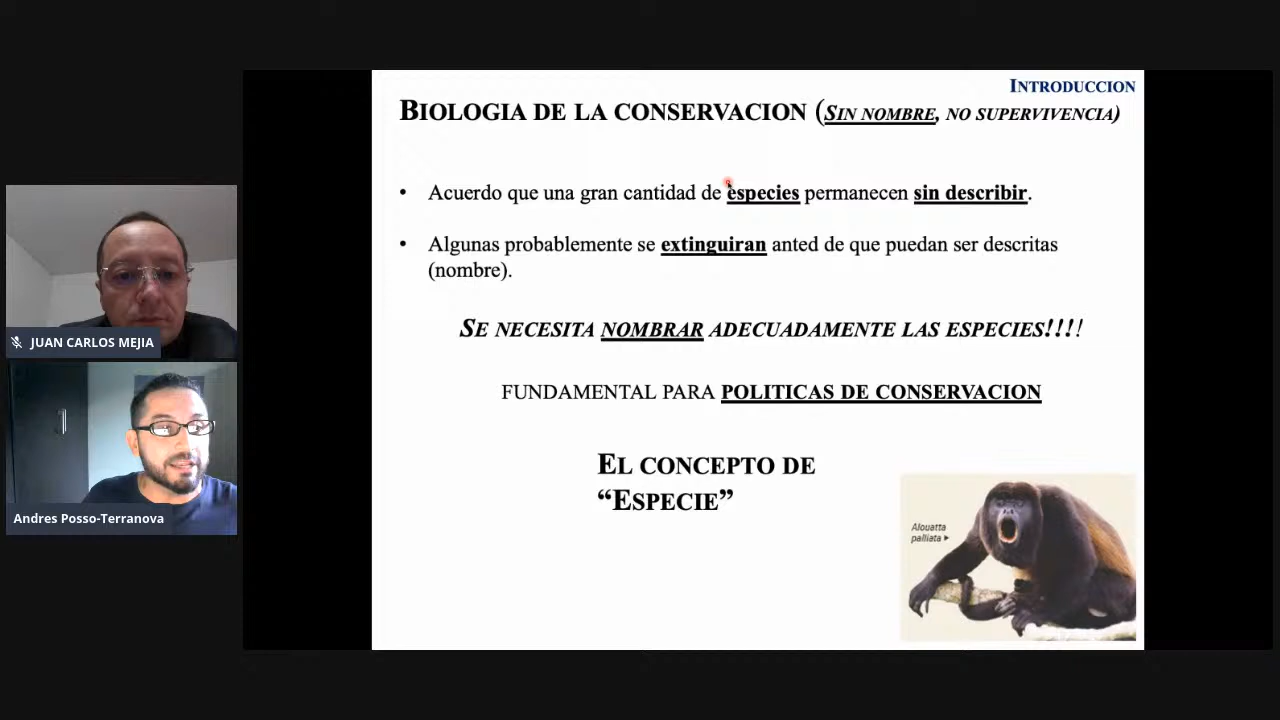 INTRODUCCION
BIOLOGIA DE LA CONSERVACION (SIN NOMBRE, NO SUPERVIVENCIA)
• Acuerdo que una gran cantidad de especies permanecen sin describir.
• Algunas probablemente se extinguiran anted de que puedan ser descritas
(nombre).
SE NECESITA NOMBRAR ADECUADAMENTE LAS ESPECIES!!!!
FUNDAMENTAL PARA POLITICAS DE CONSERVACION
EL CONCEPTO DE
“ESPECIE”
Alouatta
palliata ▶
JUAN CARLOS MEJIA
Andres Posso-Terranova